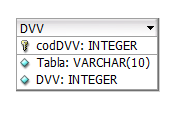 DVV
codDVV: INTEGER
Tabla: VARCHAR(10)
DVV: INTEGER